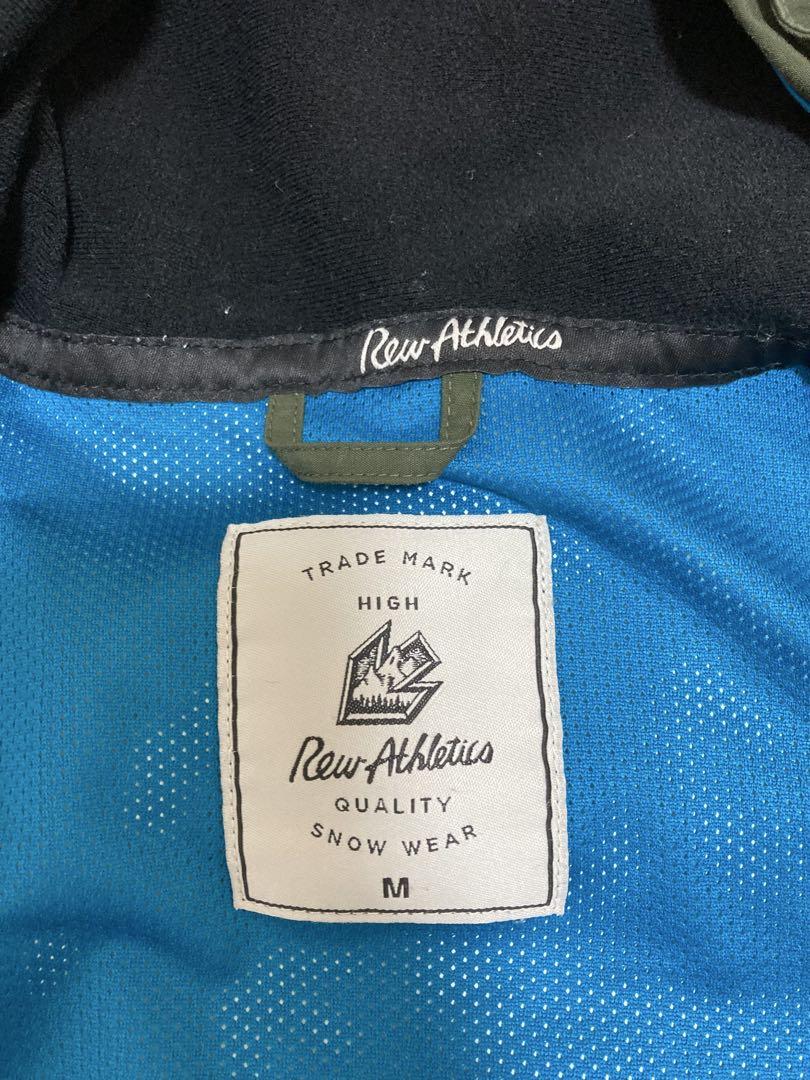 Rew Athletics
TRADE MARK
HIGH
Rew Athletics
QUALITY
SNOW WEAR
M